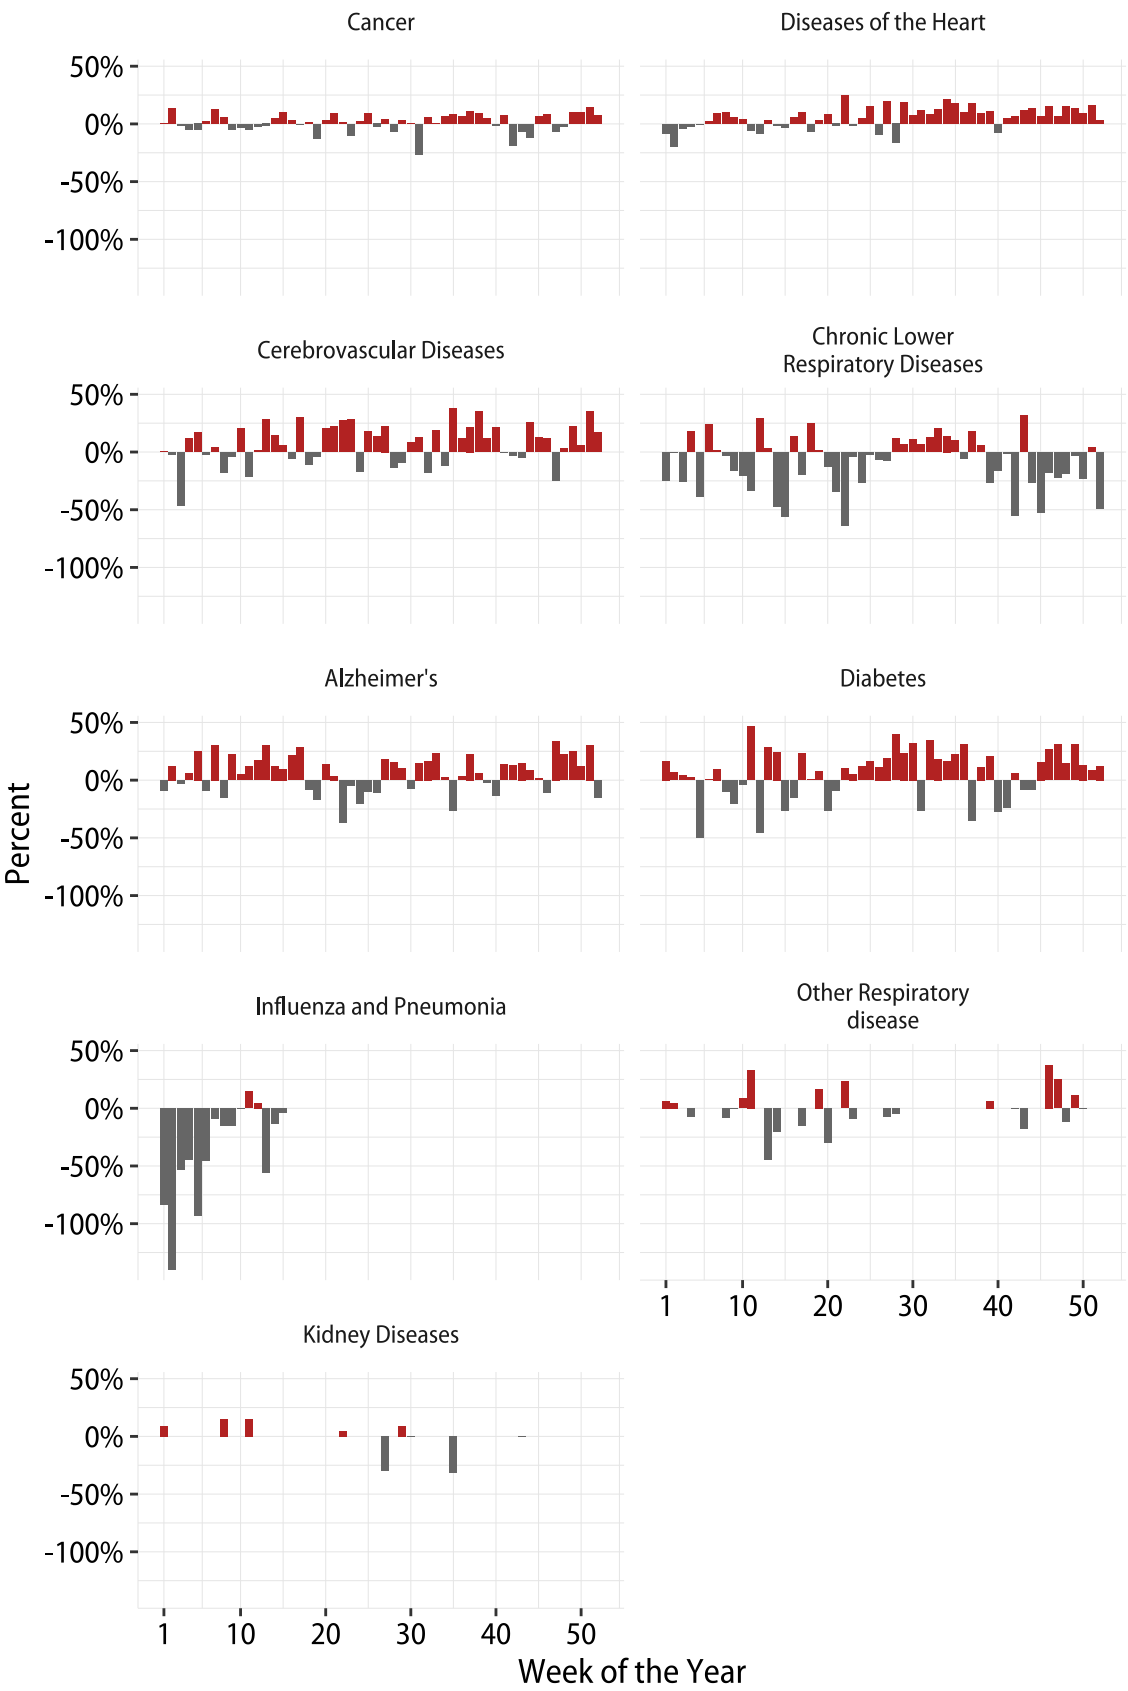 Cancer
Diseases of the Heart
50%
0%
-50%
-100%
Cerebrovascular Diseases
Chronic Lower
Respiratory Diseases
50%
0%
-50%
-100%
Alzheimer's
Diabetes
50%
0%
-50%
-100%
Percent
Influenza and Pneumonia
Other Respiratory
disease
50%
0%
-50%
-100%
1 10 20 30 40 50
Kidney Diseases
50%
0%
-50%
-100%
1 10 20 30 40 50
Week of the Year